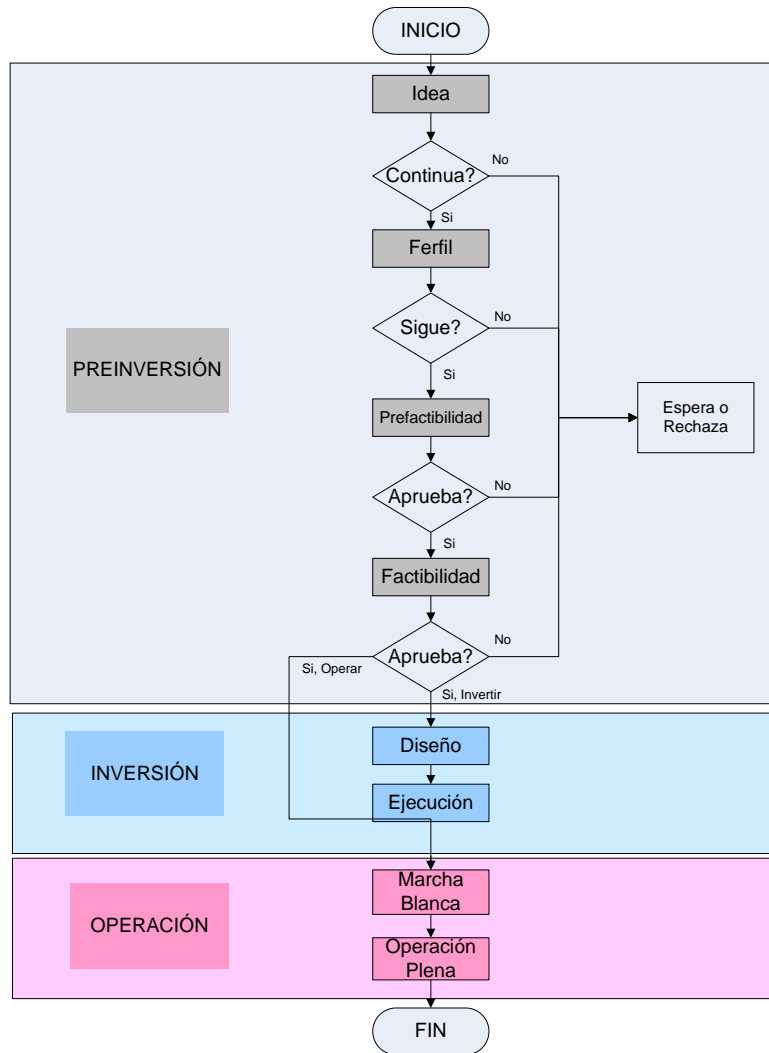 INICIO
Idea
Continua?
No
Si
Ferfil
Sigue?
No
Si
PREINVERSIÓN
Prefactibilidad
Espera o
Rechaza
Aprueba?
No
Si
Factibilidad
Aprueba?
No
Si, Operar
Si, Invertir
INVERSIÓN
Diseño
Ejecución
OPERACIÓN
Marcha
Blanca
Operación
Plena
FIN